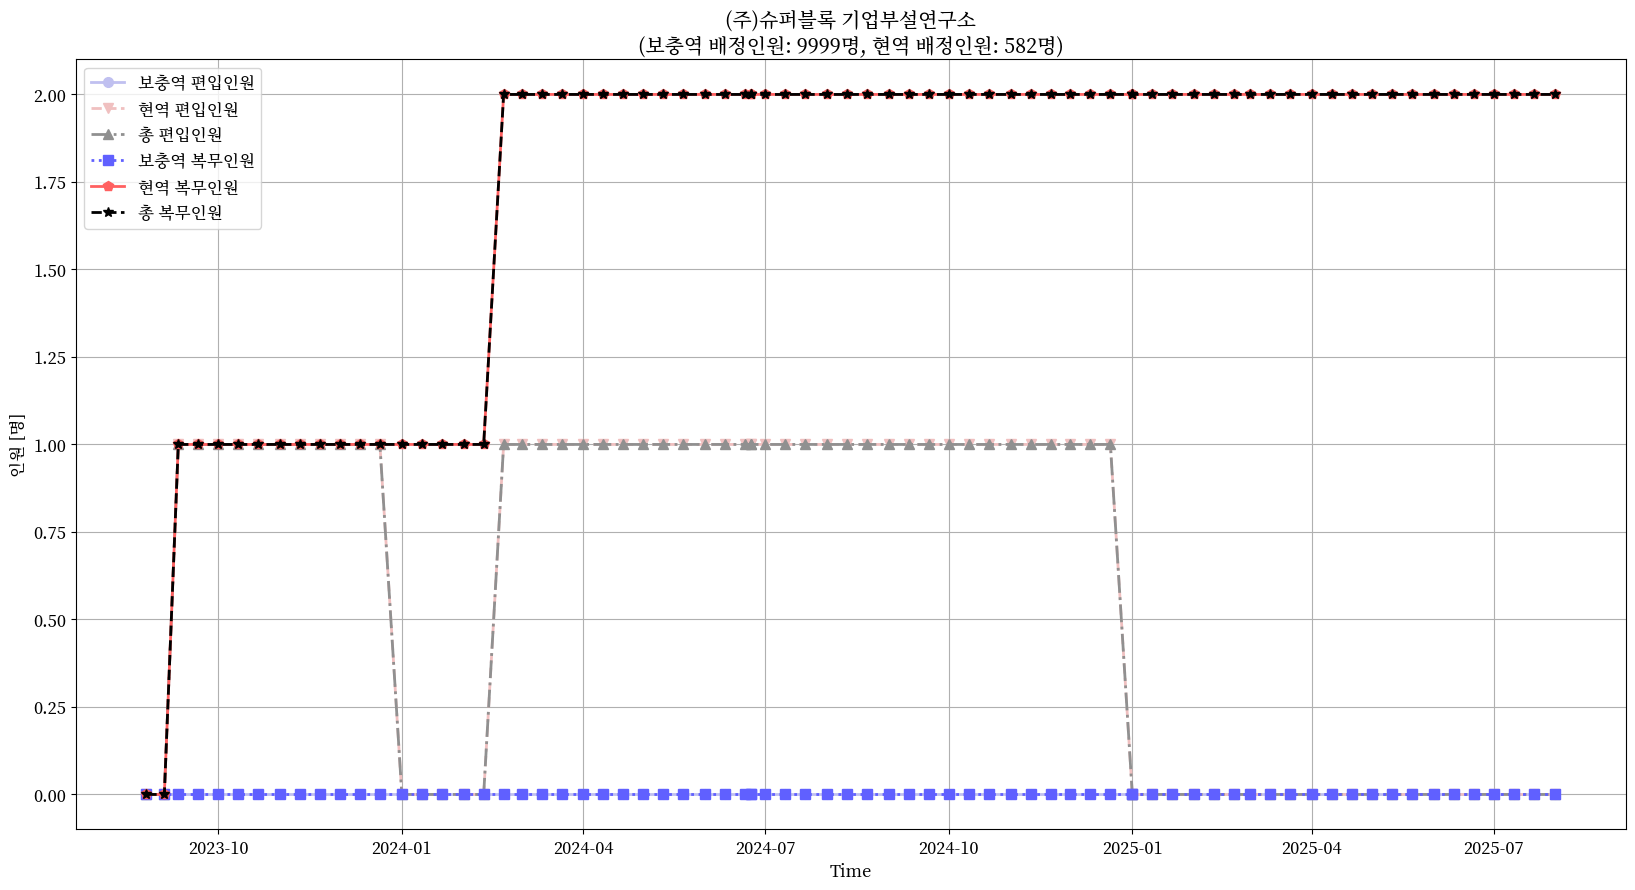 (주)슈퍼블록 기업부설연구소
(보충역 배정인원: 9999명, 현역 배정인원: 582명)
보충역 편입인원
현역 편입인원
총 편입인원
보충역 복무인원
현역 복무인원
총 복무인원
2.00
1.75
1.50
1.25
1.00
0.75
0.50
0.25
0.00
인원 [명]
2023-10
2024-01
2024-04
2024-07
2024-10
2025-01
2025-04
2025-07
Time